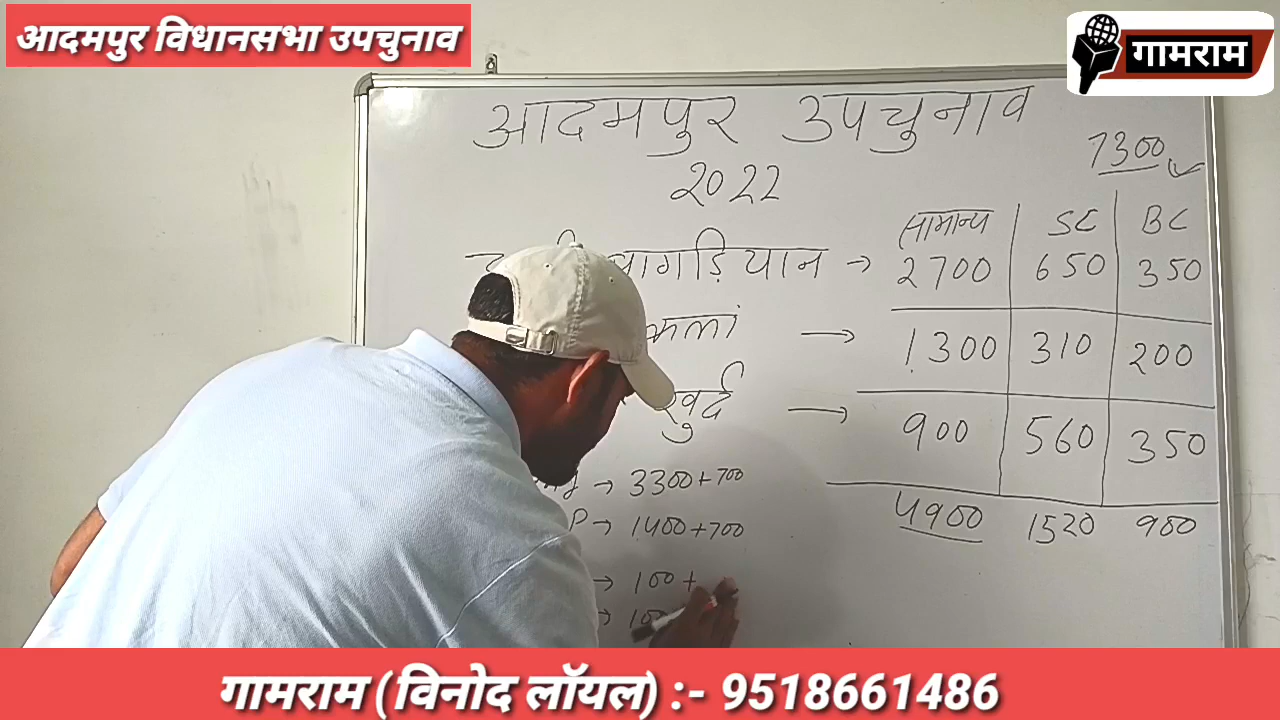 आदमपुर विधानसभा उपचुनाव
गामराम
आदमपुर उपचुनाव
2022
7300
सामान्य SC BC
बागड़ियान → 2700 650 350
कलां → 1300 310 200
खुर्द → 900 560 350
→ 3300+700
4900 1520 900
P → 1400+700
→ 100+
→
गामराम ( विनोद लॉयल) :- 9518661486